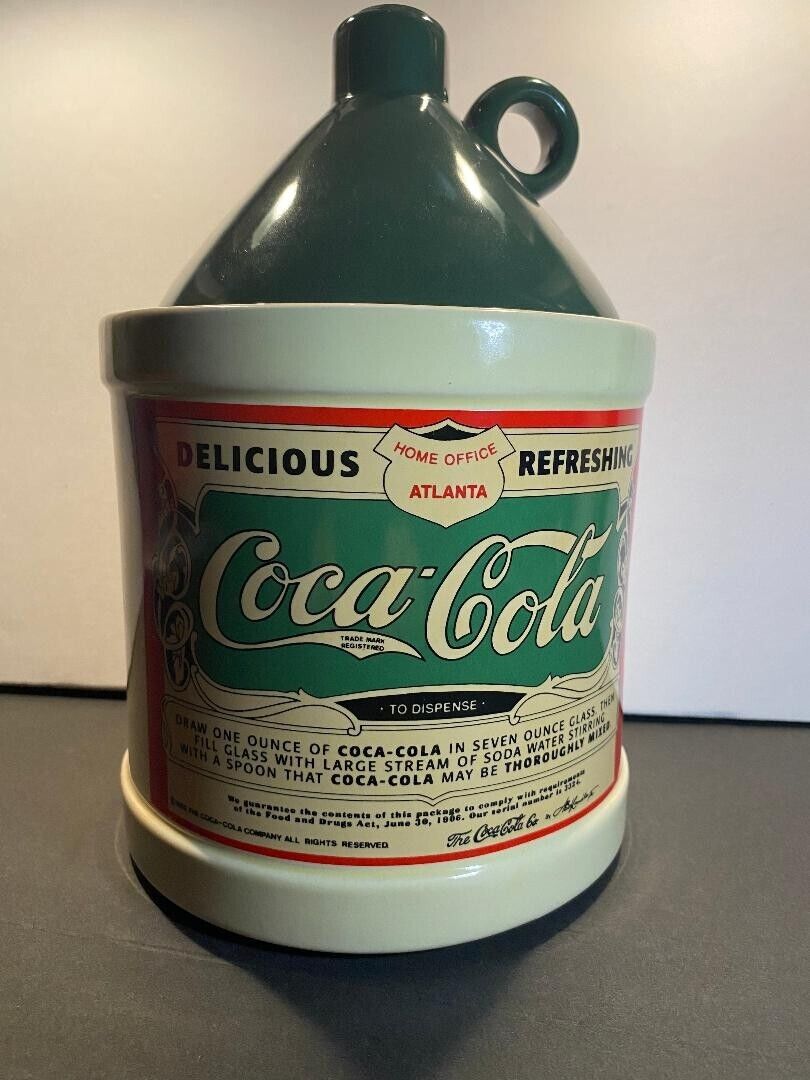 DELICIOUS
HOME OFFICE
ATLANTA
REFRESHING
Coca-Cola
TRADE MARK
REGISTERED
· TO DISPENSE ·
DRAW ONE OUNCE OF COCA-COLA IN SEVEN OUNCE GLASS, THEN
FILL GLASS WITH LARGE STREAM OF SODA WATER STIRRING
WITH A SPOON THAT COCA-COLA MAY BE THOROUGHLY MIXED
We guarantee the contents of this package to comply with requirements
of the Food and Drugs Act, June 30, 1906. Our serial number is 3324.
THE COCA-COLA COMPANY ALL RIGHTS RESERVED
The Coca-Cola Co.